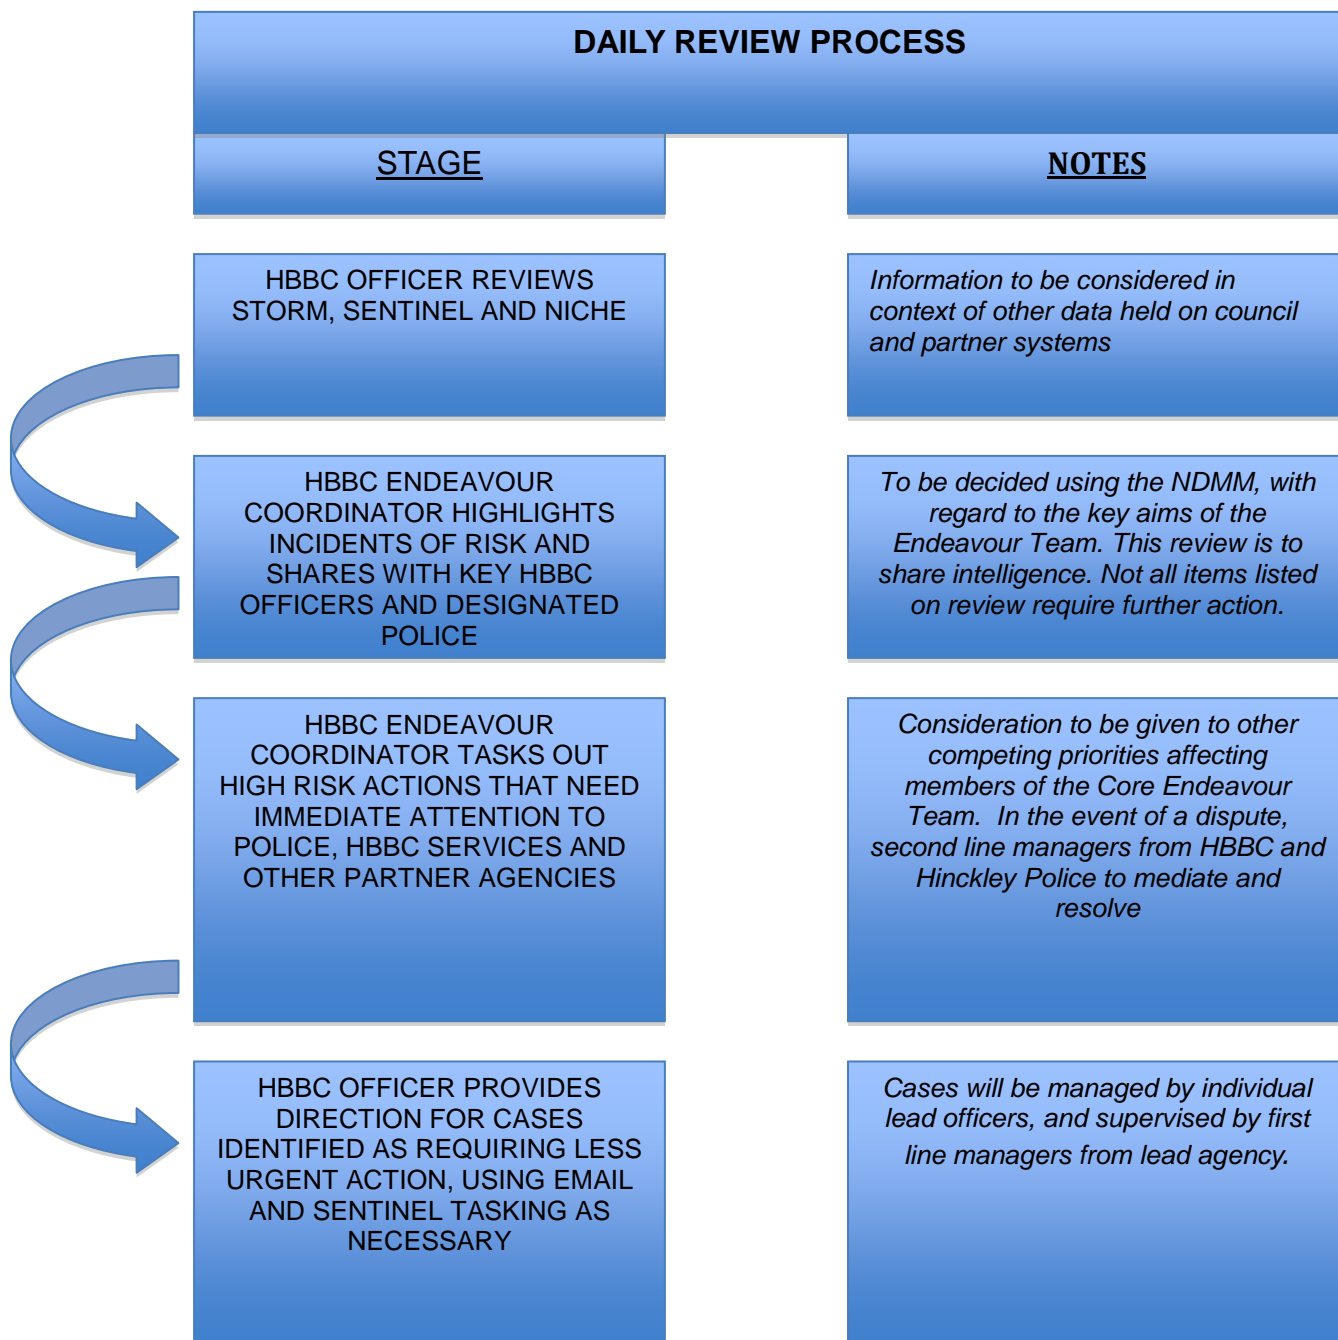 DAILY REVIEW PROCESS
STAGE
NOTES
HBBC OFFICER REVIEWS
STORM, SENTINEL AND NICHE
Information to be considered in
context of other data held on council
and partner systems
HBBC ENDEAVOUR
COORDINATOR HIGHLIGHTS
INCIDENTS OF RISK AND
SHARES WITH KEY HBBC
OFFICERS AND DESIGNATED
POLICE
To be decided using the NDMM, with
regard to the key aims of the
Endeavour Team. This review is to
share intelligence. Not all items listed
on review require further action.
HBBC ENDEAVOUR
COORDINATOR TASKS OUT
HIGH RISK ACTIONS THAT NEED
IMMEDIATE ATTENTION TO
POLICE, HBBC SERVICES AND
OTHER PARTNER AGENCIES
Consideration to be given to other
competing priorities affecting
members of the Core Endeavour
Team.  In the event of a dispute,
second line managers from HBBC and
Hinckley Police to mediate and
resolve
HBBC OFFICER PROVIDES
DIRECTION FOR CASES
IDENTIFIED AS REQUIRING LESS
URGENT ACTION, USING EMAIL
AND SENTINEL TASKING AS
NECESSARY
Cases will be managed by individual
lead officers, and supervised by first
line managers from lead agency.